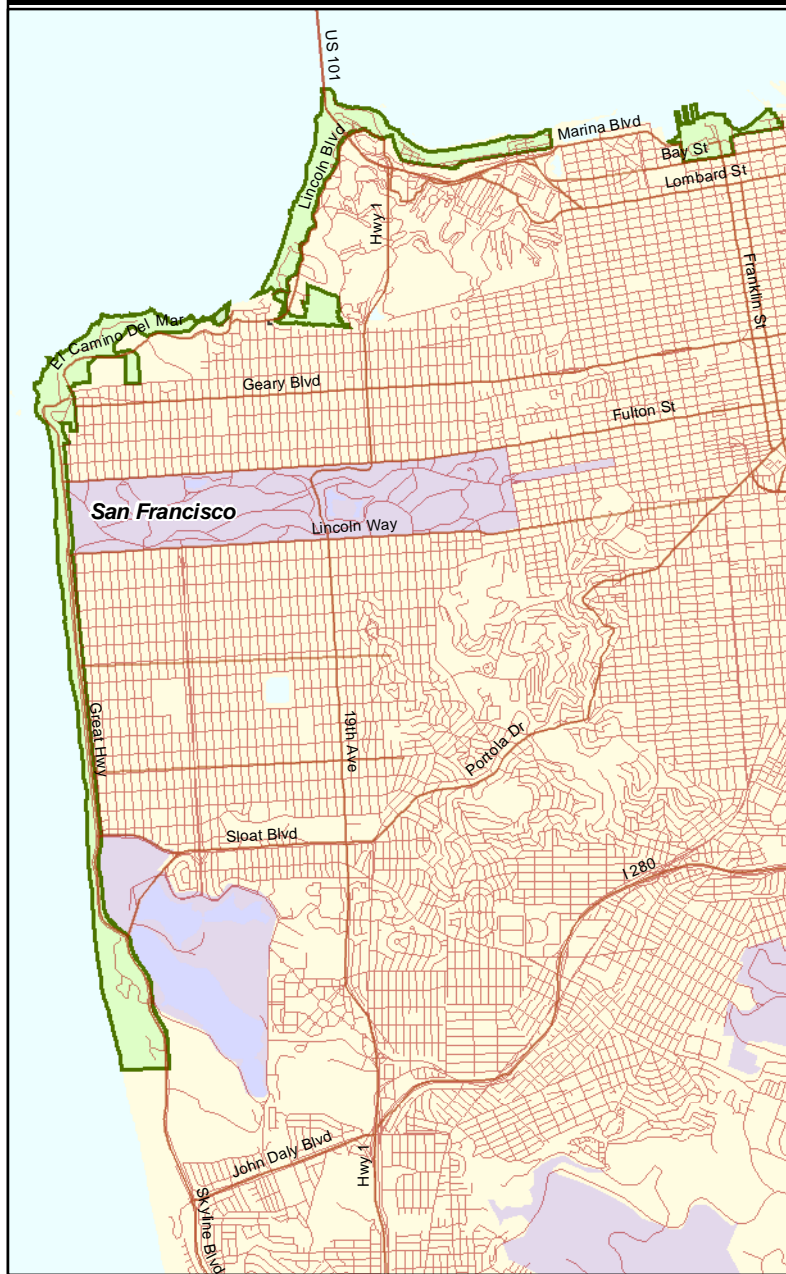 US 101
Marina Blvd
Bay St
Lincoln Blvd
Lombard St
Hwy 1
Franklin St
El Camino Del Mar
Geary Blvd
Fulton St
San Francisco
Lincoln Way
Great Hwy
19th Ave
Portola Dr
Sloat Blvd
I 280
John Daly Blvd
Hwy 1
Skyline Blvd